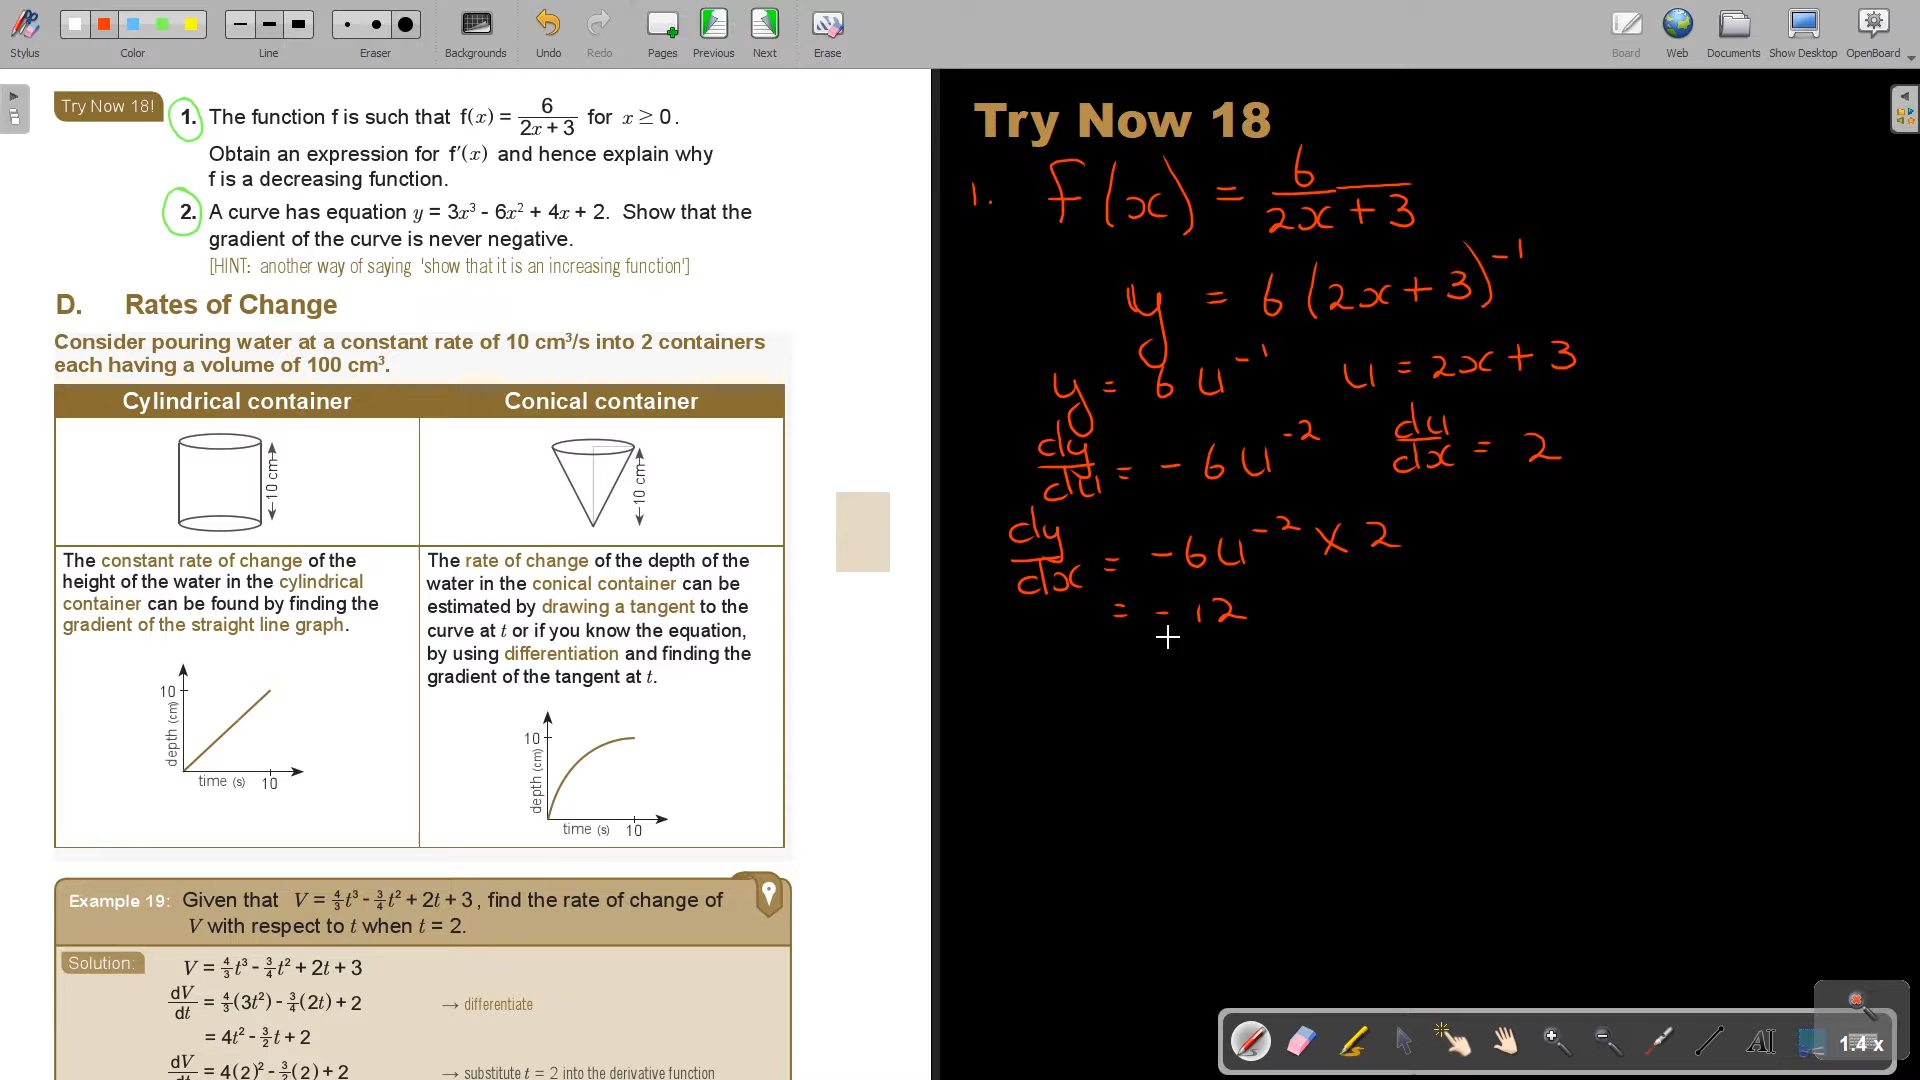 Stylus Color Line Eraser Backgrounds Undo Redo Pages Previous Next Erase Board Web Documents Show Desktop OpenBoard
Try Now 18!
1. The function f is such that f(x) = 6/(2x + 3) for x ≥ 0.
Obtain an expression for f′(x) and hence explain why
f is a decreasing function.
2. A curve has equation y = 3x³ - 6x² + 4x + 2. Show that the
gradient of the curve is never negative.
[HINT: another way of saying 'show that it is an increasing function']
D. Rates of Change
Consider pouring water at a constant rate of 10 cm³/s into 2 containers
each having a volume of 100 cm³.
Cylindrical container
10 cm
The constant rate of change of the
height of the water in the cylindrical
container can be found by finding the
gradient of the straight line graph.
10
depth (cm)
time (s) 10
Conical container
10 cm
The rate of change of the depth of the
water in the conical container can be
estimated by drawing a tangent to the
curve at t or if you know the equation,
by using differentiation and finding the
gradient of the tangent at t.
10
depth (cm)
time (s) 10
Example 19: Given that V = 4/3 t³ - 3/4 t² + 2t + 3, find the rate of change of
V with respect to t when t = 2.
Solution:
V = 4/3 t³ - 3/4 t² + 2t + 3
dV/dt = 4/3 (3t²) - 3/4 (2t) + 2 → differentiate
= 4t² - 3/2 t + 2
dV/dt = 4(2)² - 3/2 (2) + 2 → substitute t = 2 into the derivative function
Try Now 18
1. f(x) = 6/(2x + 3)
y = 6(2x + 3)⁻¹
y = 6u⁻¹ u = 2x + 3
dy/du = -6u⁻² du/dx = 2
dy/dx = -6u⁻² × 2
= -12
AI 1.4 x